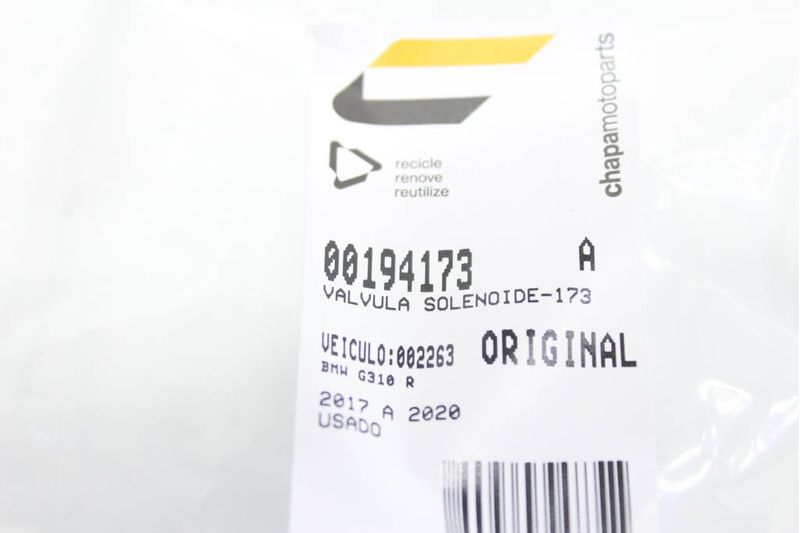 chapamotoparts
recicle
renove
reutilize
00194173 A
VALVULA SOLENOIDE-173
VEICULO:002263 ORIGINAL
BMW G310 R
2017 A 2020
USADO